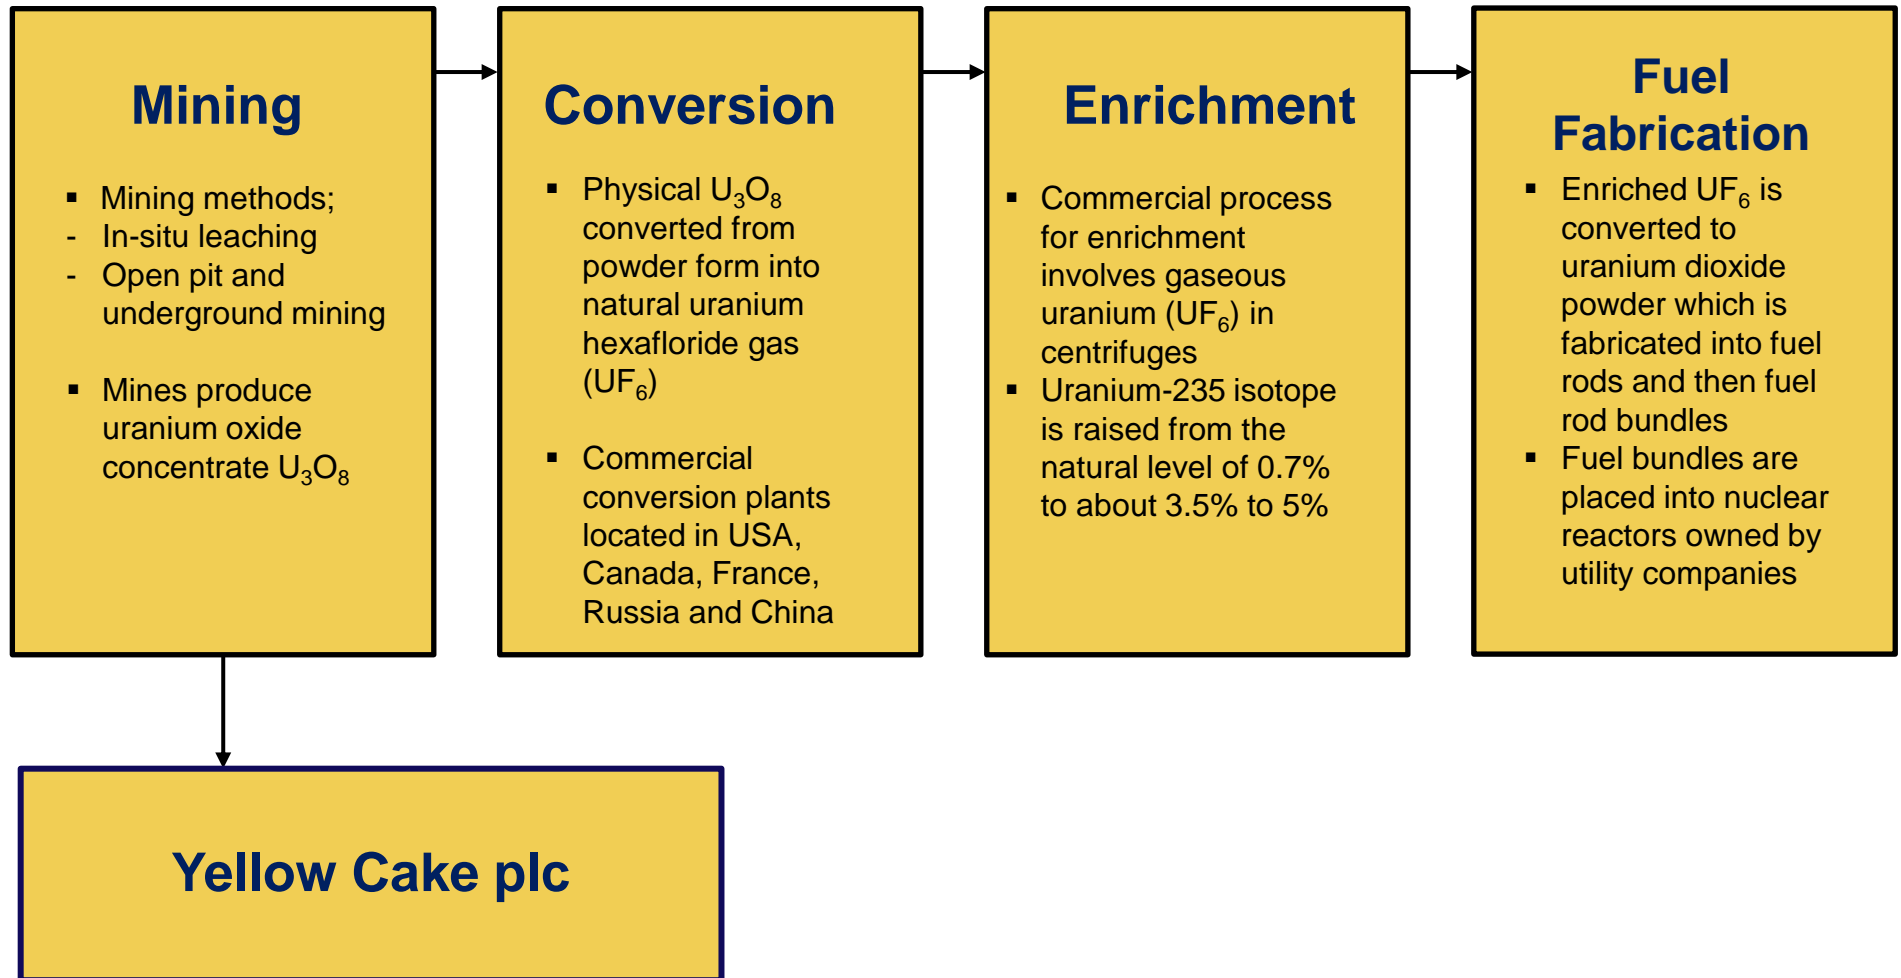 Mining
▪ Mining methods;
- In-situ leaching
- Open pit and
underground mining
▪ Mines produce
uranium oxide
concentrate U₃O₈
Conversion
▪ Physical U₃O₈
converted from
powder form into
natural uranium
hexafloride gas
(UF₆)
▪ Commercial
conversion plants
located in USA,
Canada, France,
Russia and China
Enrichment
▪ Commercial process
for enrichment
involves gaseous
uranium (UF₆) in
centrifuges
▪ Uranium-235 isotope
is raised from the
natural level of 0.7%
to about 3.5% to 5%
Fuel
Fabrication
▪ Enriched UF₆ is
converted to
uranium dioxide
powder which is
fabricated into fuel
rods and then fuel
rod bundles
▪ Fuel bundles are
placed into nuclear
reactors owned by
utility companies
Yellow Cake plc